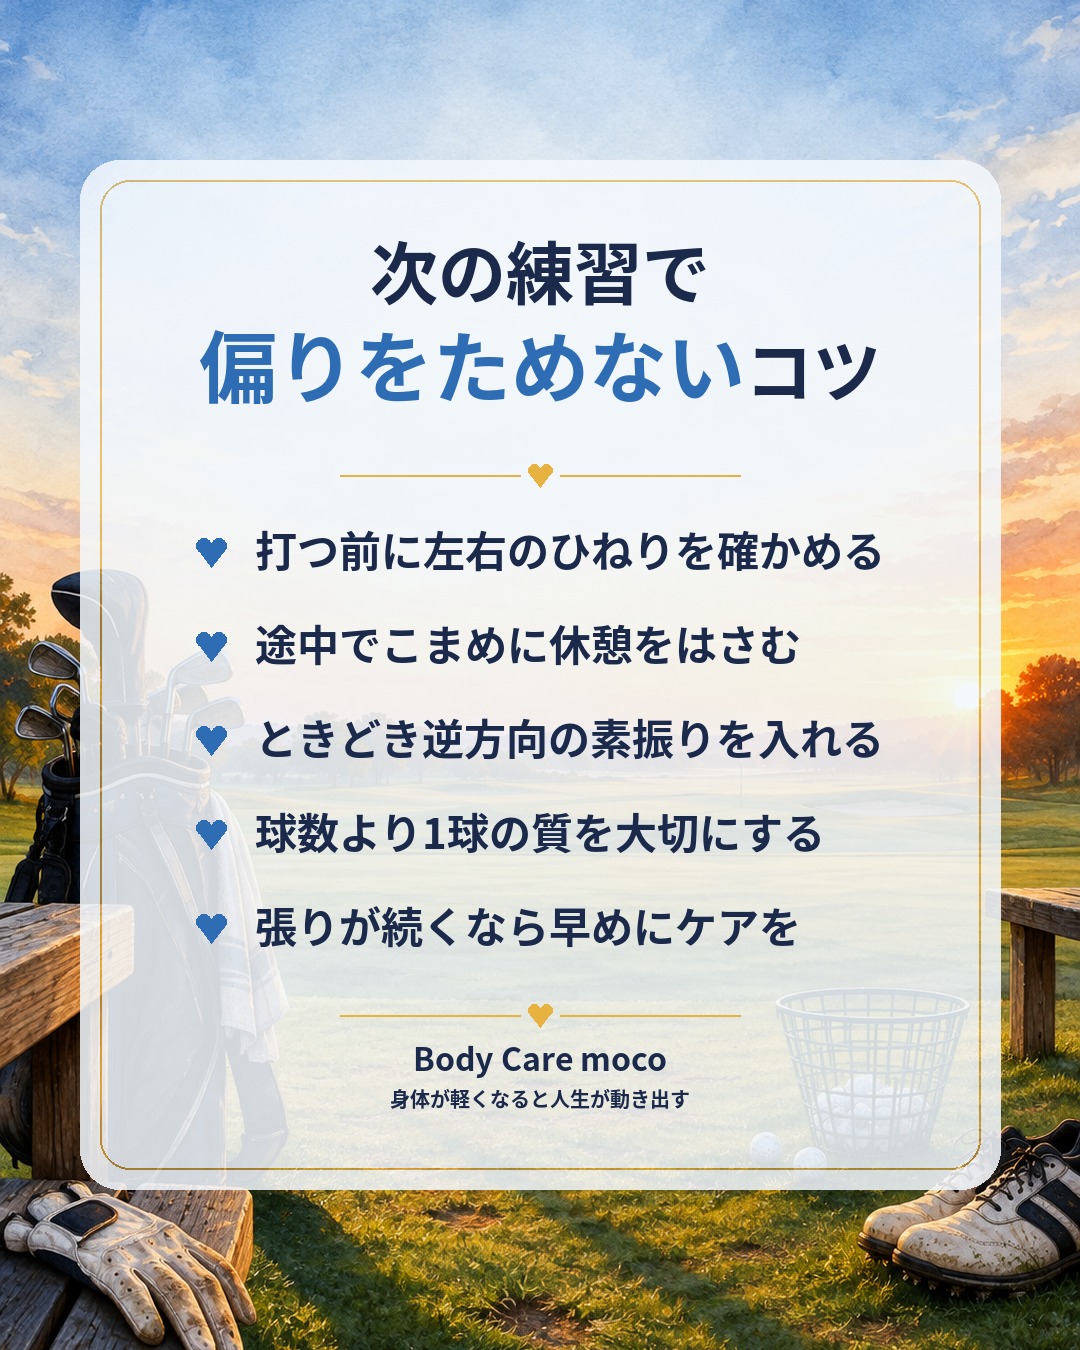 次の練習で
偏りをためないコツ
打つ前に左右のひねりを確かめる
途中でこまめに休憩をはさむ
ときどき逆方向の素振りを入れる
球数より1球の質を大切にする
張りが続くなら早めにケアを
Body Care moco
身体が軽くなると人生が動き出す